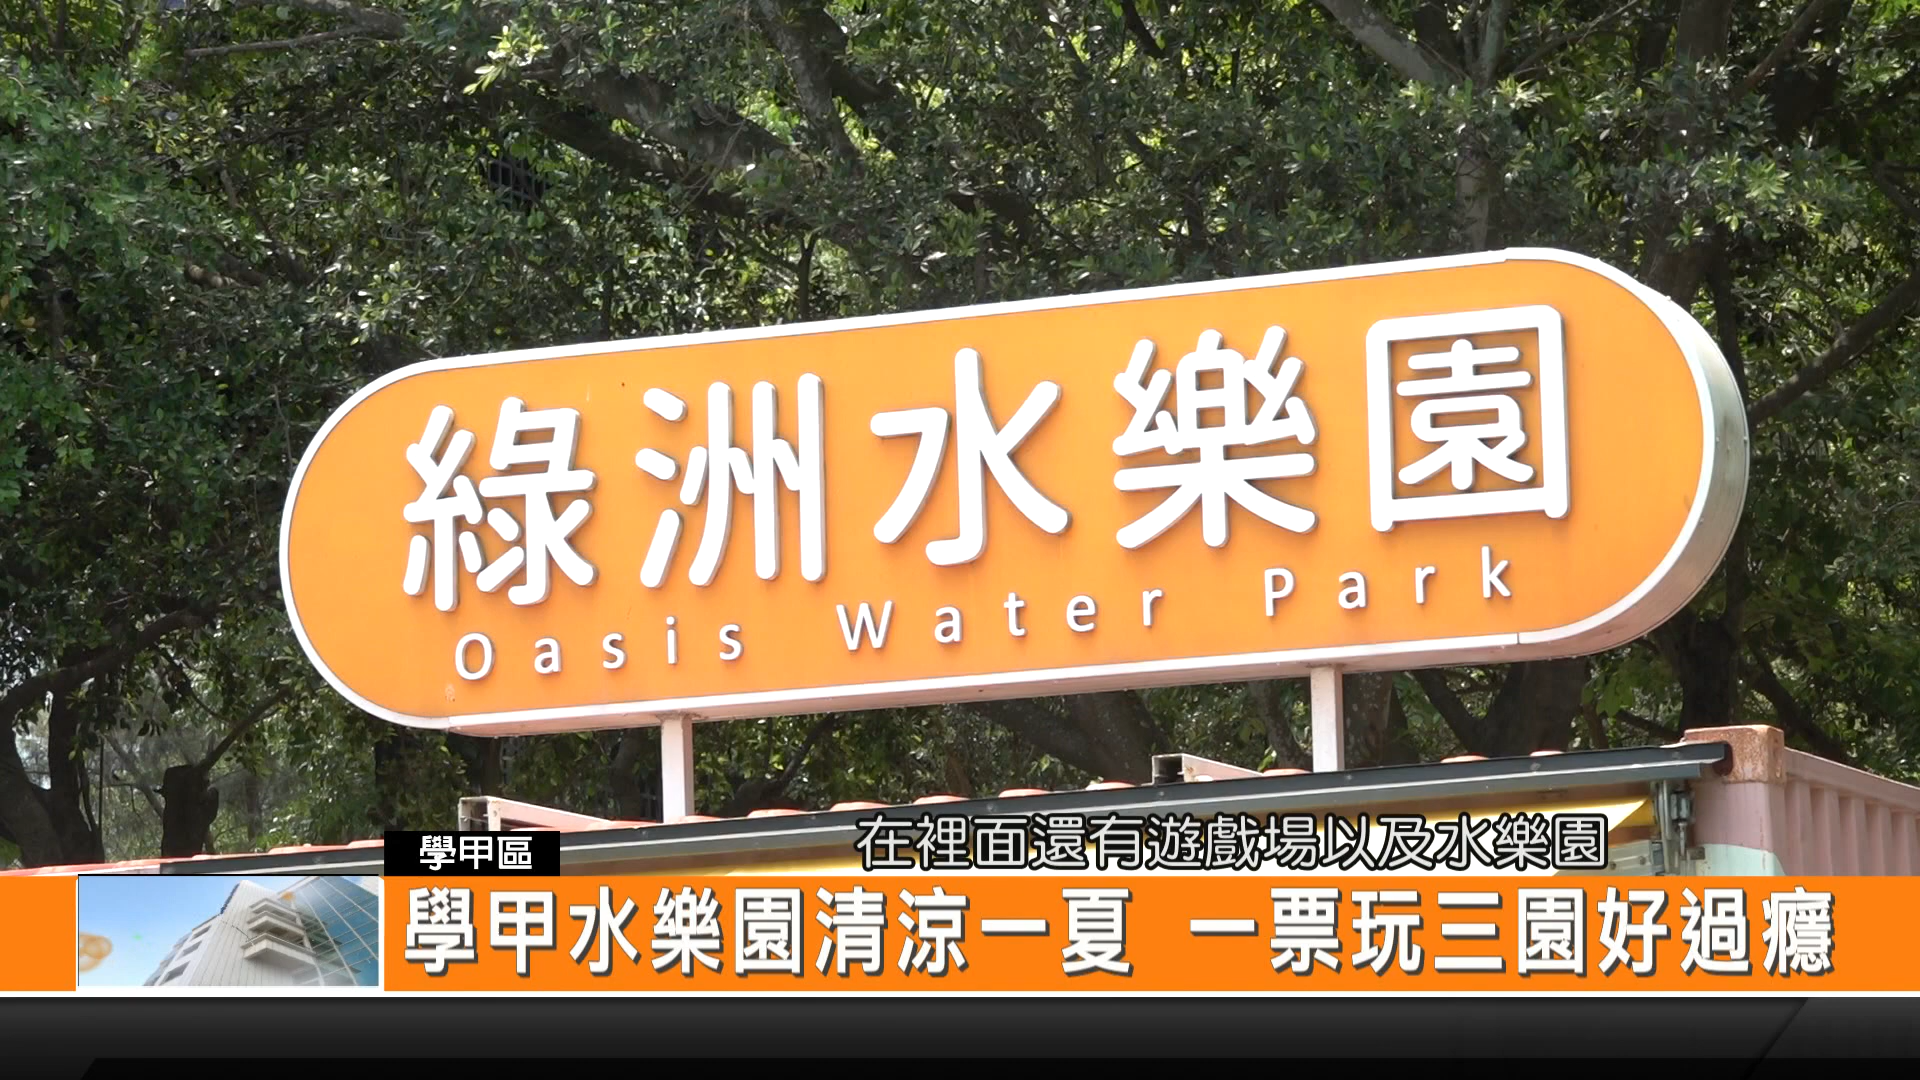 綠洲水樂園
Oasis Water Park
在裡面還有遊戲場以及水樂園
學甲區
學甲水樂園清涼一夏 一票玩三園好過癮